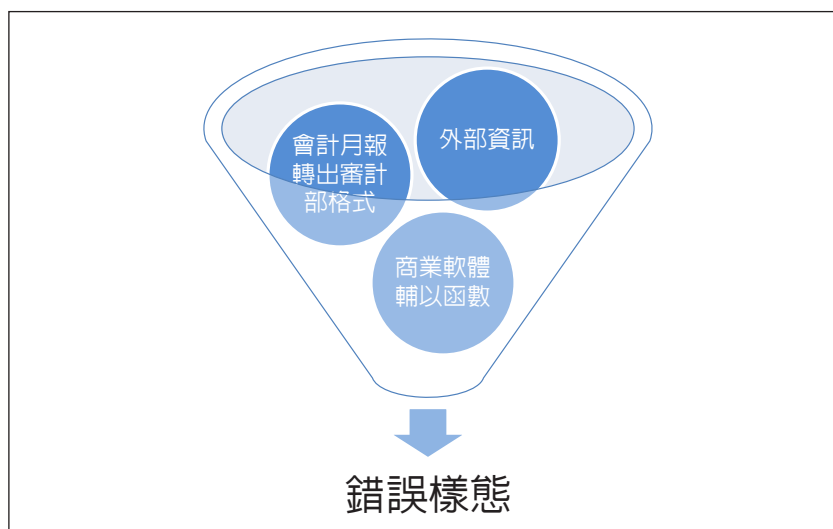 會計月報
轉出審計
部格式
外部資訊
商業軟體
輔以函數
錯誤樣態